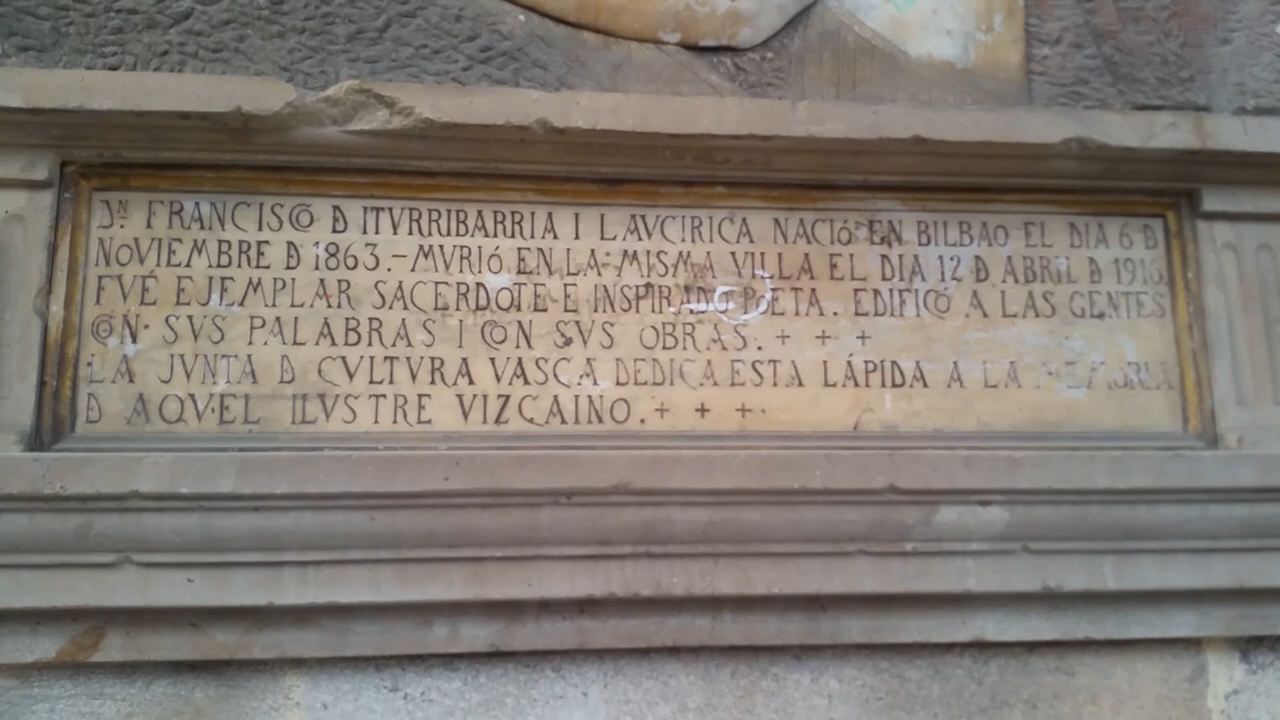 Dᴺ. FRANCISCO D ITVRRIBARRIA I LAVCIRICA NACIÓ EN BILBAO EL DIA 6 D
NOVIEMBRE D 1863.-MVRIÓ EN LA MISMA VILLA EL DIA 12 D ABRIL D 1916.
FVÉ EJEMPLAR SACERDOTE E INSPIRADO POETA. EDIFICÓ A LAS GENTES
CON SVS PALABRAS I CON SVS OBRAS. + + +
LA JVNTA D CVLTVRA VASCA DEDICA ESTA LÁPIDA A LA MEMORIA
D AQVEL ILVSTRE VIZCAINO. + + +.